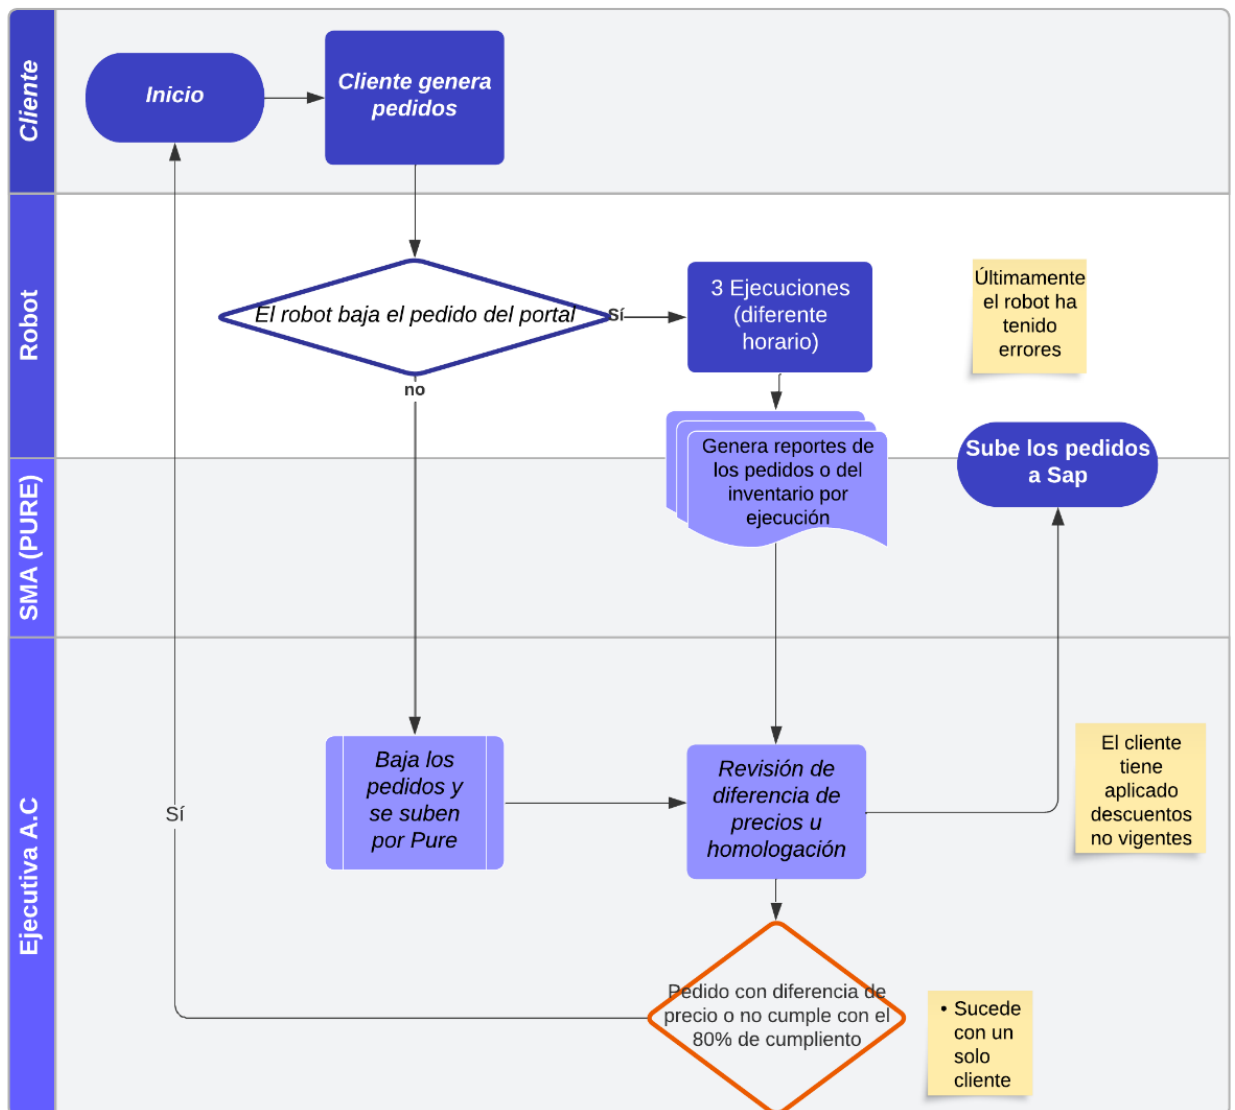 Cliente
Inicio
Cliente genera
pedidos
Robot
El robot baja el pedido del portal
Sí
no
3 Ejecuciones
(diferente
horario)
Últimamente
el robot ha
tenido
errores
Genera reportes de
los pedidos o del
inventario por
ejecución
Sube los pedidos
a Sap
SMA (PURE)
Ejecutiva A.C
Sí
Baja los
pedidos y
se suben
por Pure
Revisión de
diferencia de
precios u
homologación
El cliente
tiene
aplicado
descuentos
no vigentes
Pedido con diferencia de
precio o no cumple con el
80% de cumpliento
• Sucede
con un
solo
cliente